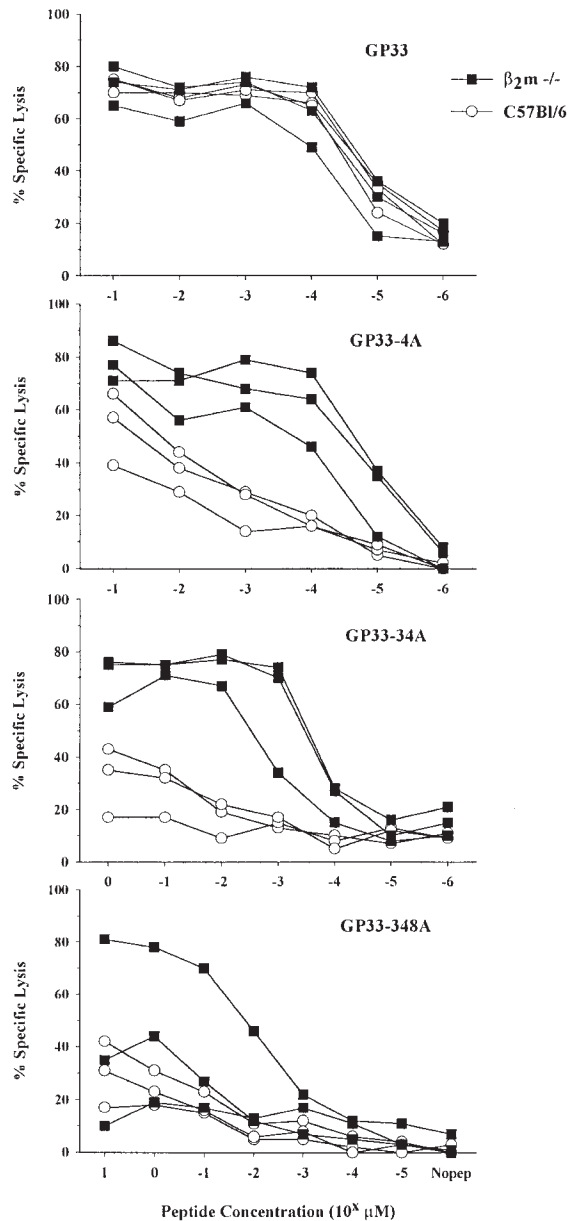 GP33
β₂m -/-
C57Bl/6
% Specific Lysis
100
80
60
40
20
0
-1 -2 -3 -4 -5 -6
GP33-4A
% Specific Lysis
100
80
60
40
20
0
-1 -2 -3 -4 -5 -6
GP33-34A
% Specific Lysis
100
80
60
40
20
0
0 -1 -2 -3 -4 -5 -6
GP33-348A
% Specific Lysis
100
80
60
40
20
0
1 0 -1 -2 -3 -4 -5 Nopep
Peptide Concentration (10ˣ μM)